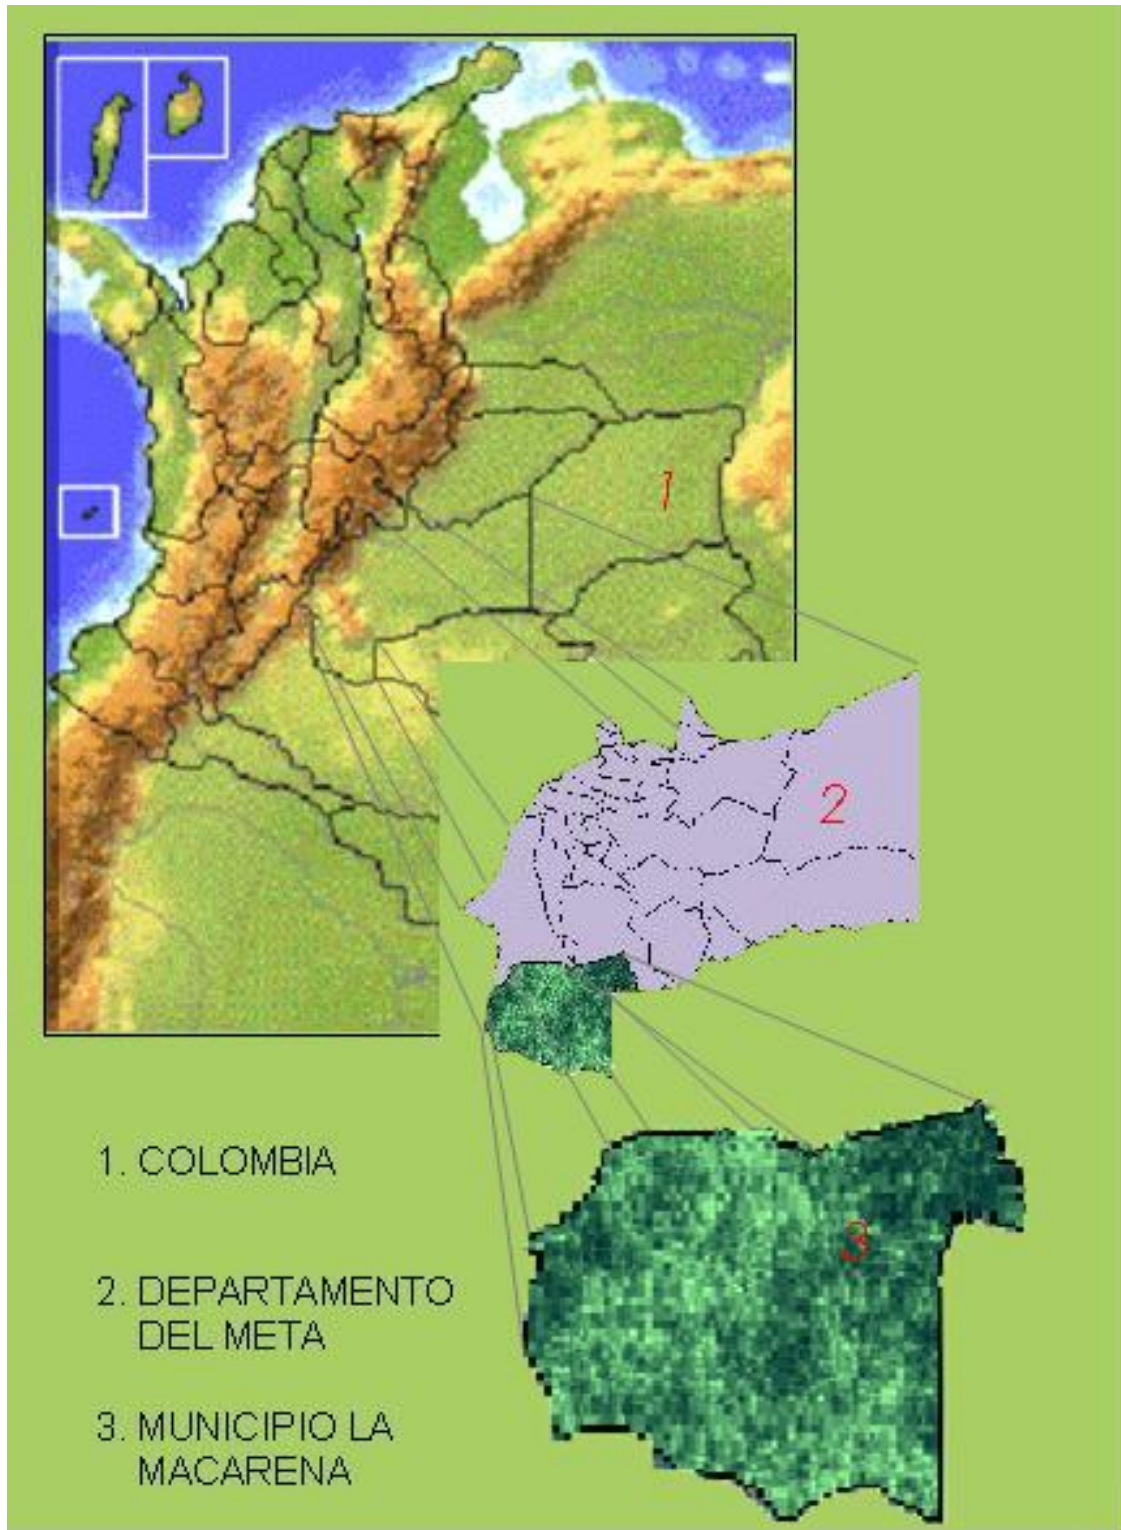 1
2
3
1. COLOMBIA
2. DEPARTAMENTO
DEL META
3. MUNICIPIO LA
MACARENA